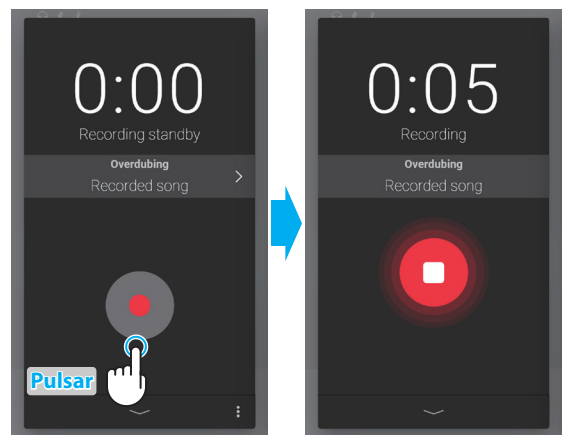 0:00
Recording standby
Overdubing
Recorded song
Pulsar
0:05
Recording
Overdubing
Recorded song